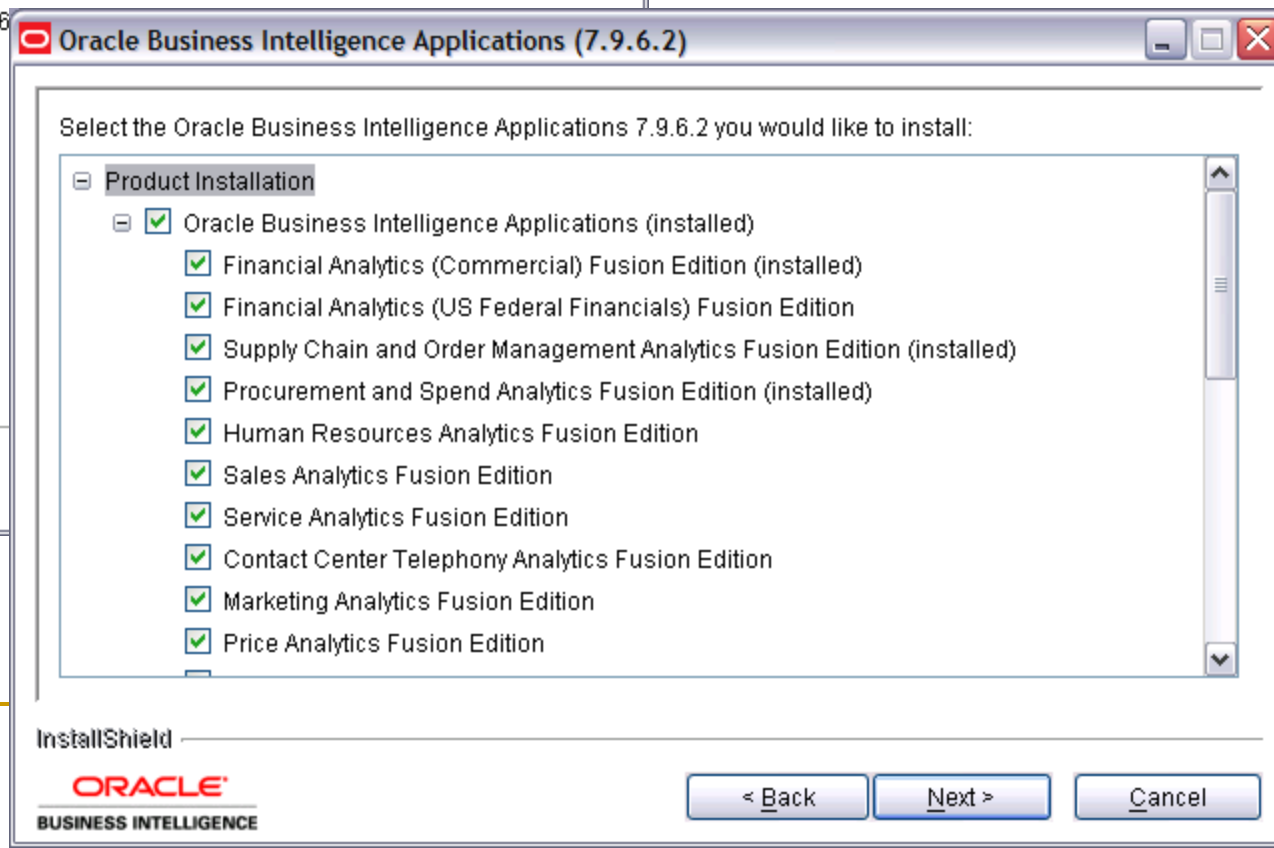 6
Oracle Business Intelligence Applications (7.9.6.2)
Select the Oracle Business Intelligence Applications 7.9.6.2 you would like to install:
Product Installation
Oracle Business Intelligence Applications (installed)
Financial Analytics (Commercial) Fusion Edition (installed)
Financial Analytics (US Federal Financials) Fusion Edition
Supply Chain and Order Management Analytics Fusion Edition (installed)
Procurement and Spend Analytics Fusion Edition (installed)
Human Resources Analytics Fusion Edition
Sales Analytics Fusion Edition
Service Analytics Fusion Edition
Contact Center Telephony Analytics Fusion Edition
Marketing Analytics Fusion Edition
Price Analytics Fusion Edition
InstallShield
ORACLE
BUSINESS INTELLIGENCE
< Back
Next >
Cancel